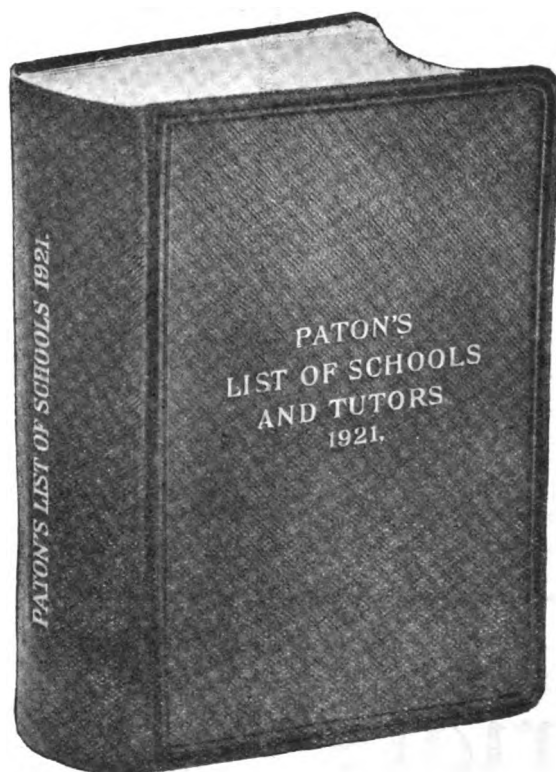 PATON'S LIST OF SCHOOLS 1921.
PATON'S
LIST OF SCHOOLS
AND TUTORS
1921.